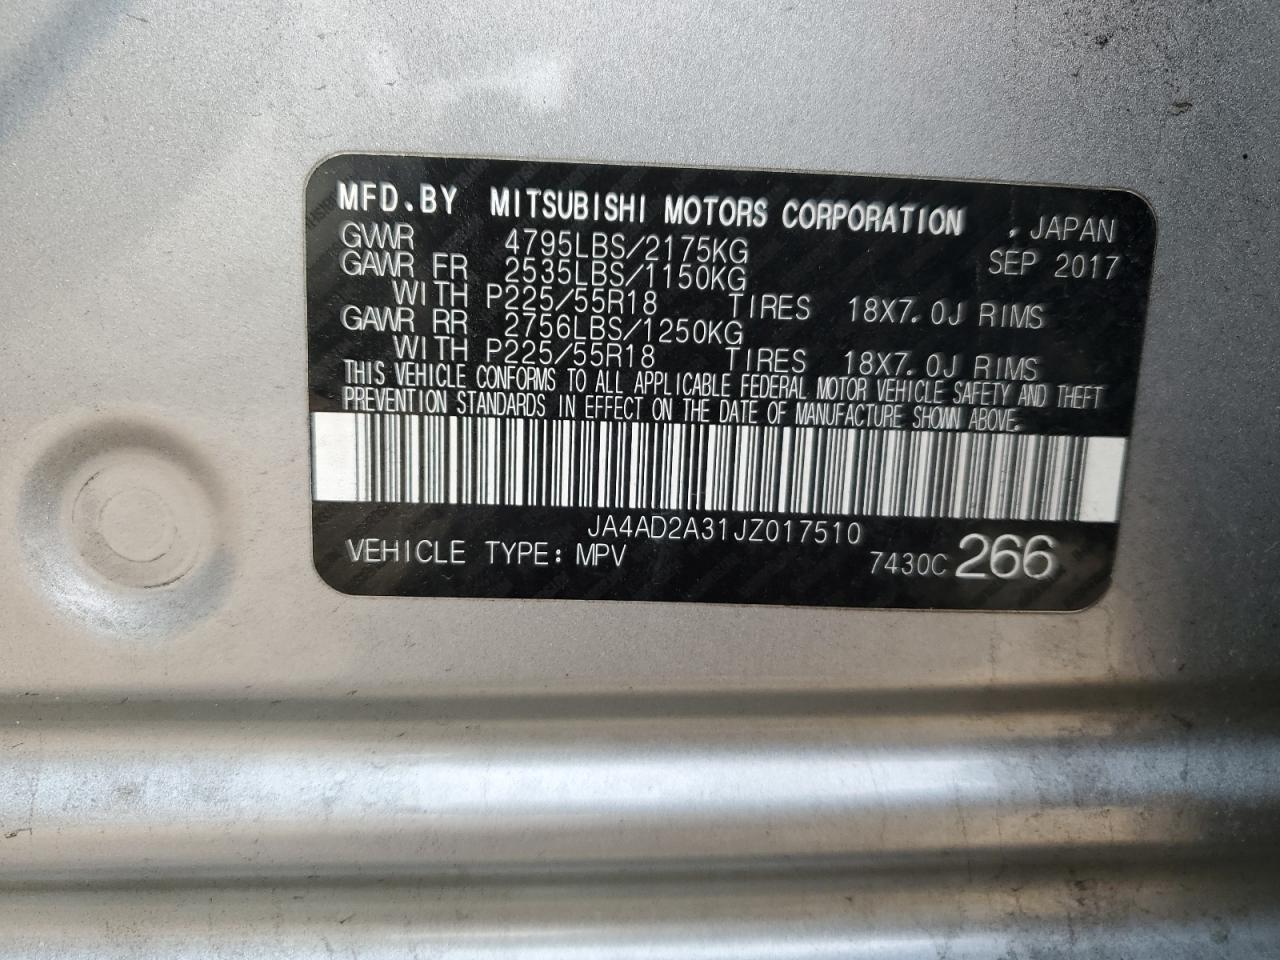 MFD.BY MITSUBISHI MOTORS CORPORATION , JAPAN
GVWR 4795LBS/2175KG SEP 2017
GAWR FR 2535LBS/1150KG
WITH P225/55R18 TIRES 18X7.0J RIMS
GAWR RR 2756LBS/1250KG
WITH P225/55R18 TIRES 18X7.0J RIMS
THIS VEHICLE CONFORMS TO ALL APPLICABLE FEDERAL MOTOR VEHICLE SAFETY AND THEFT
PREVENTION STANDARDS IN EFFECT ON THE DATE OF MANUFACTURE SHOWN ABOVE.
JA4AD2A31JZ017510
VEHICLE TYPE: MPV 7430C 266